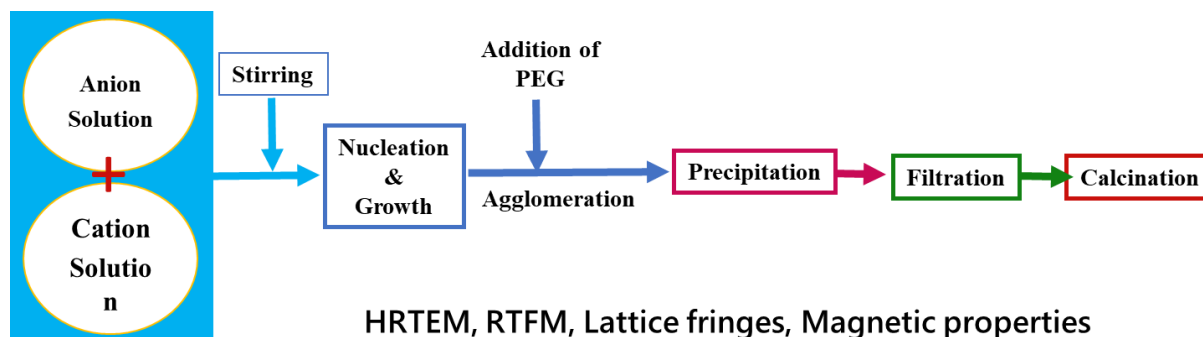 Anion
Solution
Cation
Solutio
n
Stirring
Nucleation
&
Growth
Addition of
PEG
Agglomeration
Precipitation
Filtration
Calcination
HRTEM, RTFM, Lattice fringes, Magnetic properties